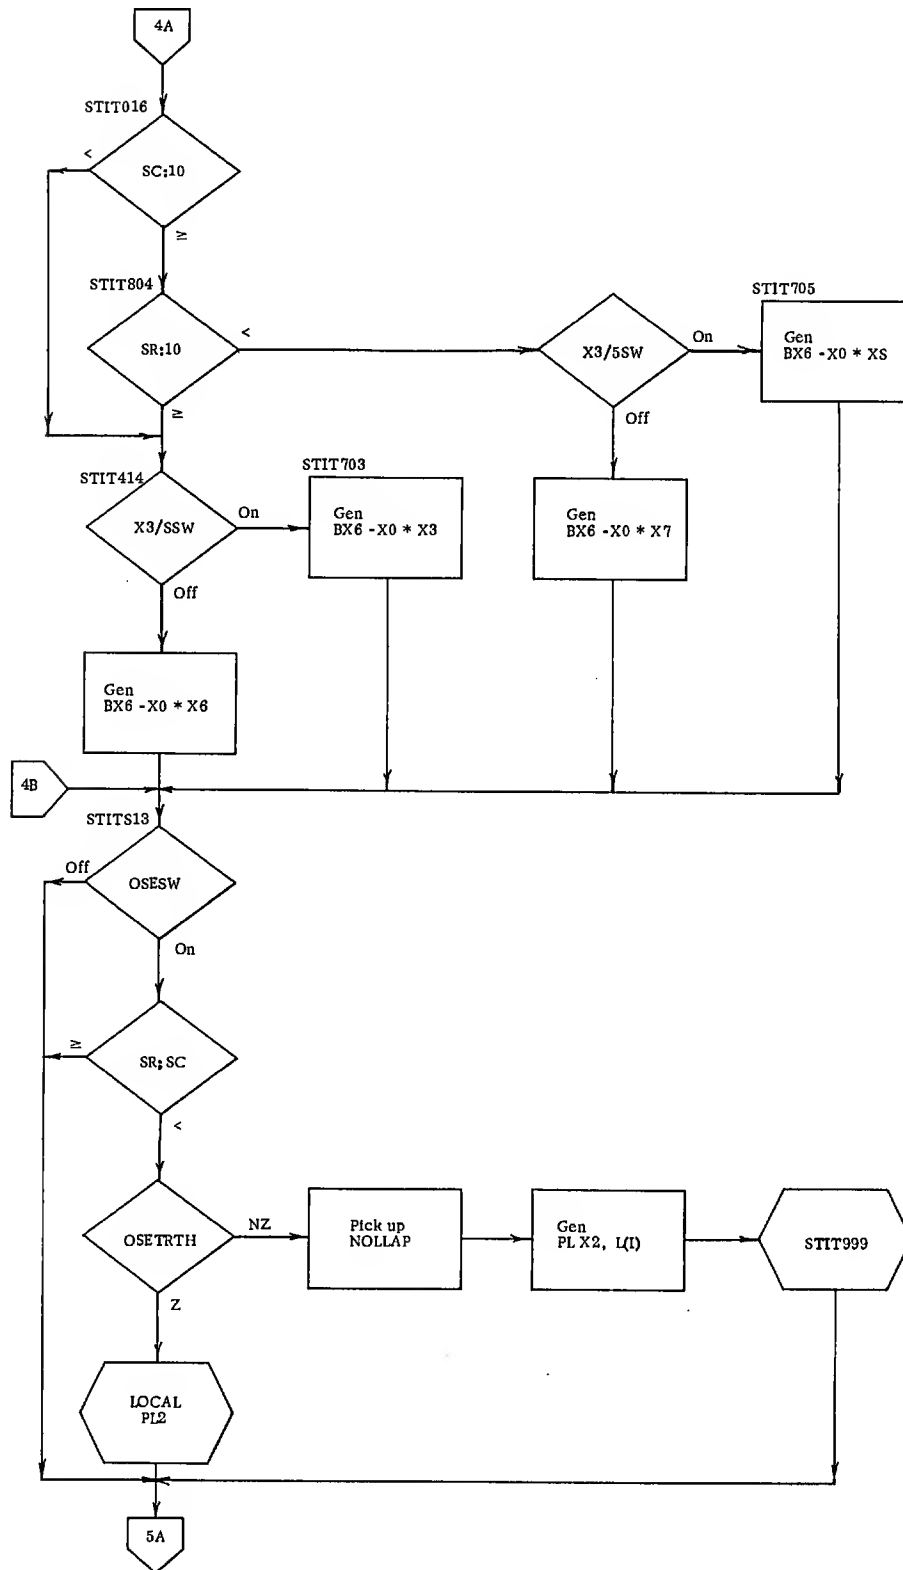 4A
STIT016
<
SC:10
≥
STIT804
SR:10
<
≥
X3/5SW
On
Off
STIT705
Gen
BX6 -X0 * XS
STIT414
X3/SSW
On
Off
STIT703
Gen
BX6 -X0 * X3
Gen
BX6 -X0 * X7
Gen
BX6 -X0 * X6
4B
STITS13
Off
OSESW
On
≥
SR; SC
<
OSETRTH
NZ
Z
Pick up
NOLLAP
Gen
PL X2, L(I)
STIT999
LOCAL
PL2
5A